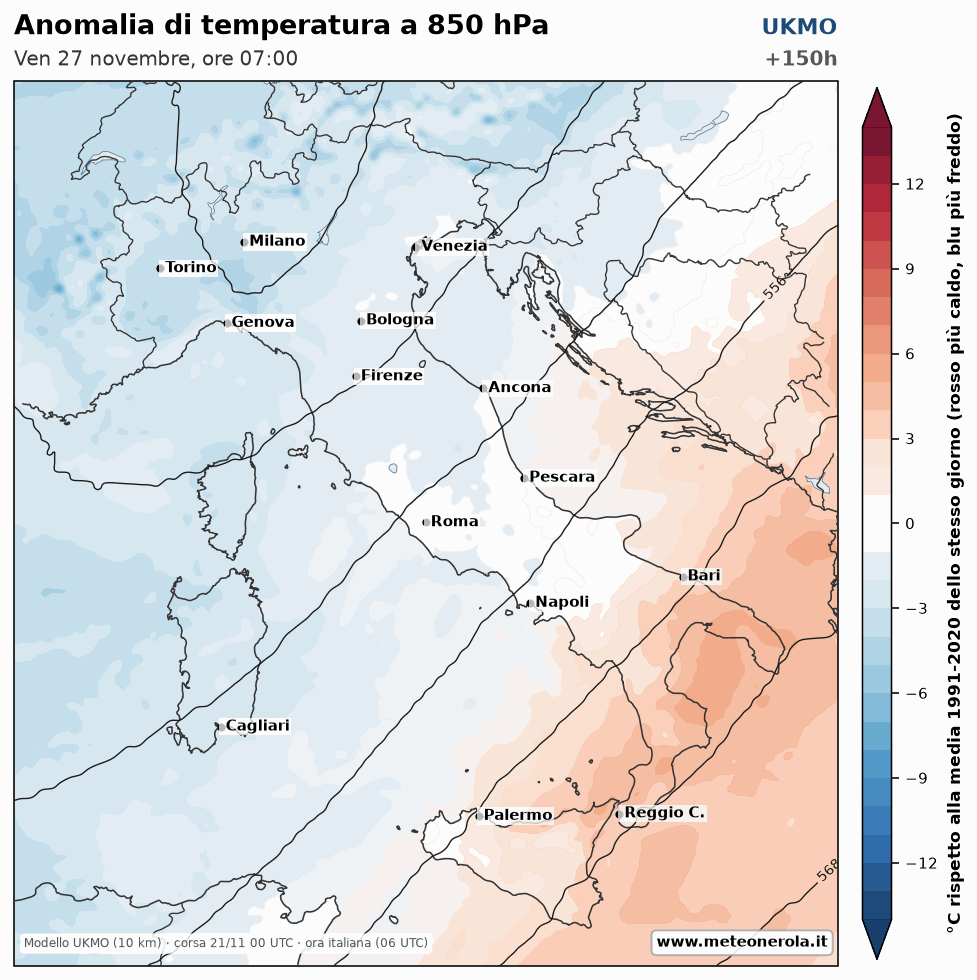 Anomalia di temperatura a 850 hPa
UKMO
Ven 27 novembre, ore 07:00
+150h
Milano
Venezia
Torino
Genova
Bologna
Firenze
Ancona
Pescara
Roma
Bari
Napoli
Cagliari
Palermo
Reggio C.
568
12
9
6
3
0
−3
−6
−9
−12
°C rispetto alla media 1991-2020 dello stesso giorno (rosso più caldo, blu più freddo)
Modello UKMO (10 km) · corsa 21/11 00 UTC · ora italiana (06 UTC)
www.meteonerola.it